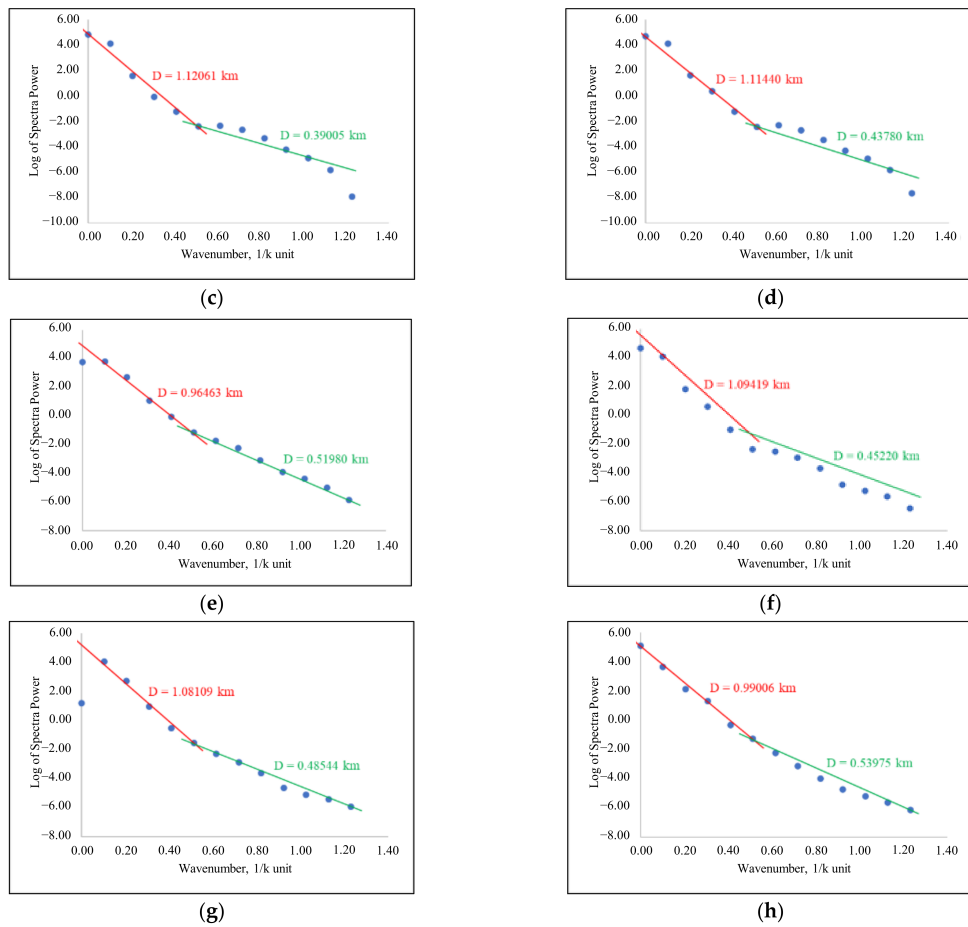 6.00
4.00
2.00
0.00
−2.00
−4.00
−6.00
−8.00
−10.00
Log of Spectra Power
D = 1.12061 km
D = 0.39005 km
0.00 0.20 0.40 0.60 0.80 1.00 1.20 1.40
Wavenumber, 1/k unit
(c)
6.00
4.00
2.00
0.00
−2.00
−4.00
−6.00
−8.00
−10.00
Log of Spectra Power
D = 1.11440 km
D = 0.43780 km
0.00 0.20 0.40 0.60 0.80 1.00 1.20 1.40
Wavenumber, 1/k unit
(d)
6.00
4.00
2.00
0.00
−2.00
−4.00
−6.00
−8.00
Log of Spectra Power
D = 0.96463 km
D = 0.51980 km
0.00 0.20 0.40 0.60 0.80 1.00 1.20 1.40
Wavenumber, 1/k unit
(e)
6.00
4.00
2.00
0.00
−2.00
−4.00
−6.00
−8.00
Log of Spectra Power
D = 1.09419 km
D = 0.45220 km
0.00 0.20 0.40 0.60 0.80 1.00 1.20 1.40
Wavenumber, 1/k unit
(f)
6.00
4.00
2.00
0.00
−2.00
−4.00
−6.00
−8.00
Log of Spectra Power
D = 1.08109 km
D = 0.48544 km
0.00 0.20 0.40 0.60 0.80 1.00 1.20 1.40
Wavenumber, 1/k unit
(g)
6.00
4.00
2.00
0.00
−2.00
−4.00
−6.00
−8.00
Log of Spectra Power
D = 0.99006 km
D = 0.53975 km
0.00 0.20 0.40 0.60 0.80 1.00 1.20 1.40
Wavenumber, 1/k unit
(h)